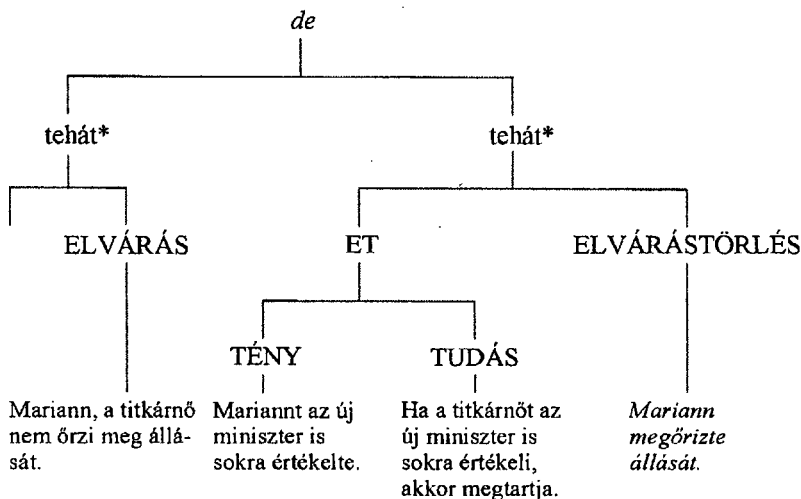 de
tehát* tehát*
ELVÁRÁS ET ELVÁRÁSTÖRLÉS
TÉNY TUDÁS
Mariann, a titkárnő
nem őrzi meg állá-
sát.
Mariannt az új
miniszter is
sokra értékelte.
Ha a titkárnőt az
új miniszter is
sokra értékeli,
akkor megtartja.
Mariann
megőrizte
állását.